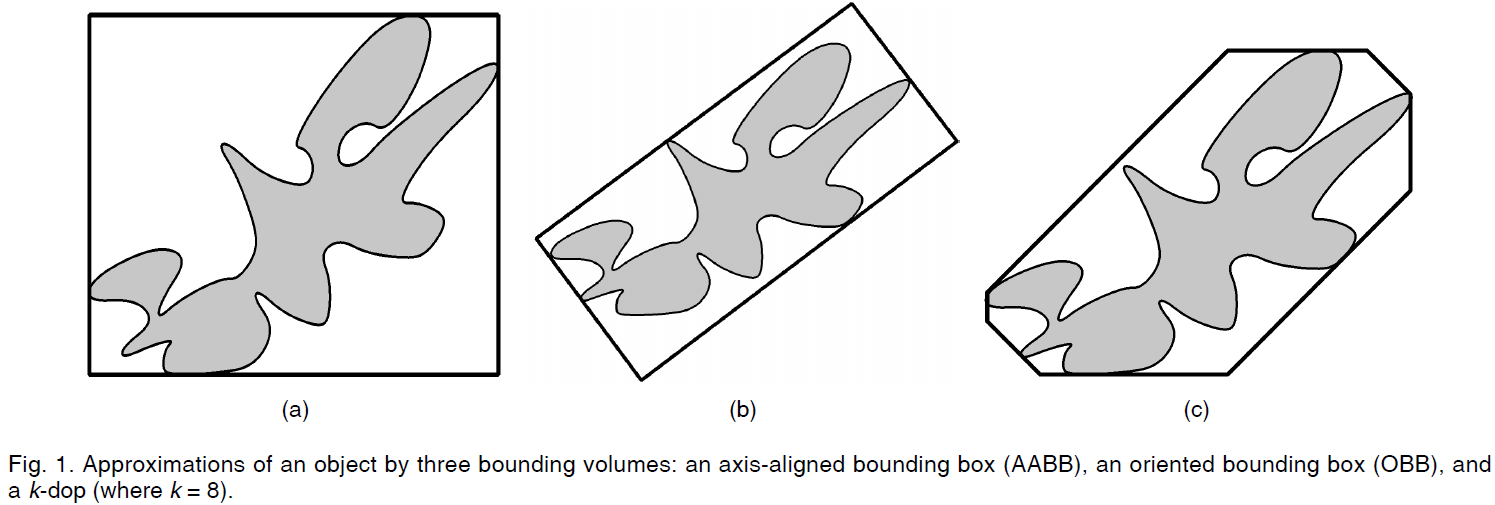 (a) (b) (c)
Fig. 1. Approximations of an object by three bounding volumes: an axis-aligned bounding box (AABB), an oriented bounding box (OBB), and
a k-dop (where k = 8).